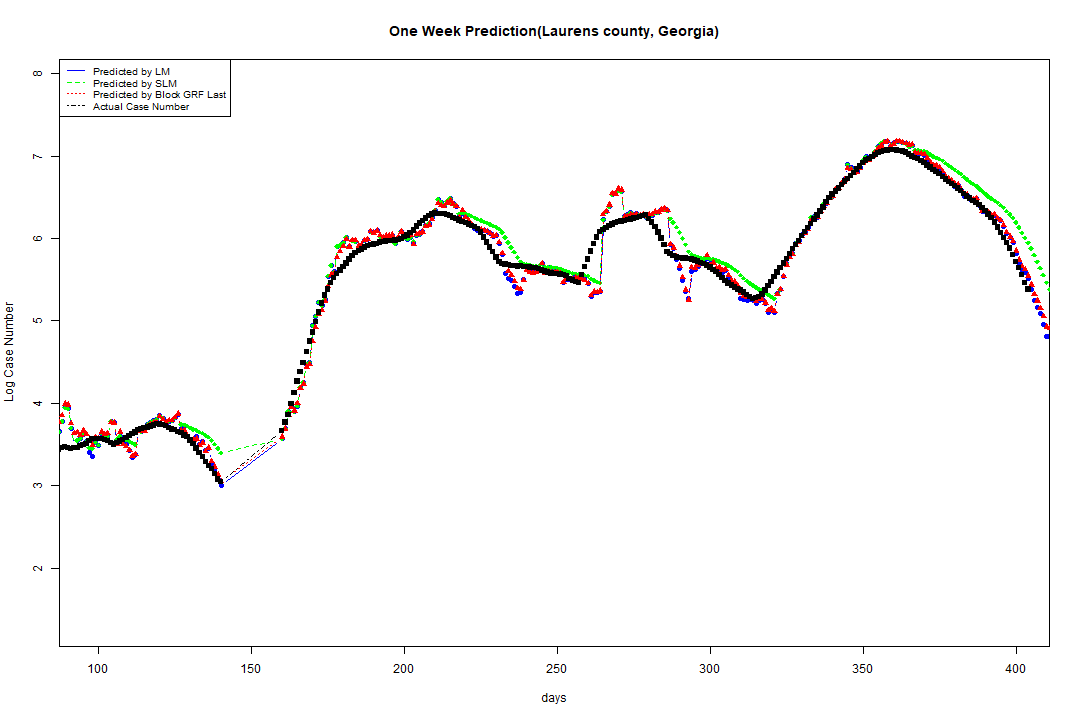 One Week Prediction(Laurens county, Georgia)
Predicted by LM
Predicted by SLM
Predicted by Block GRF Last
Actual Case Number
Log Case Number
8
7
6
5
4
3
2
100 150 200 250 300 350 400
days